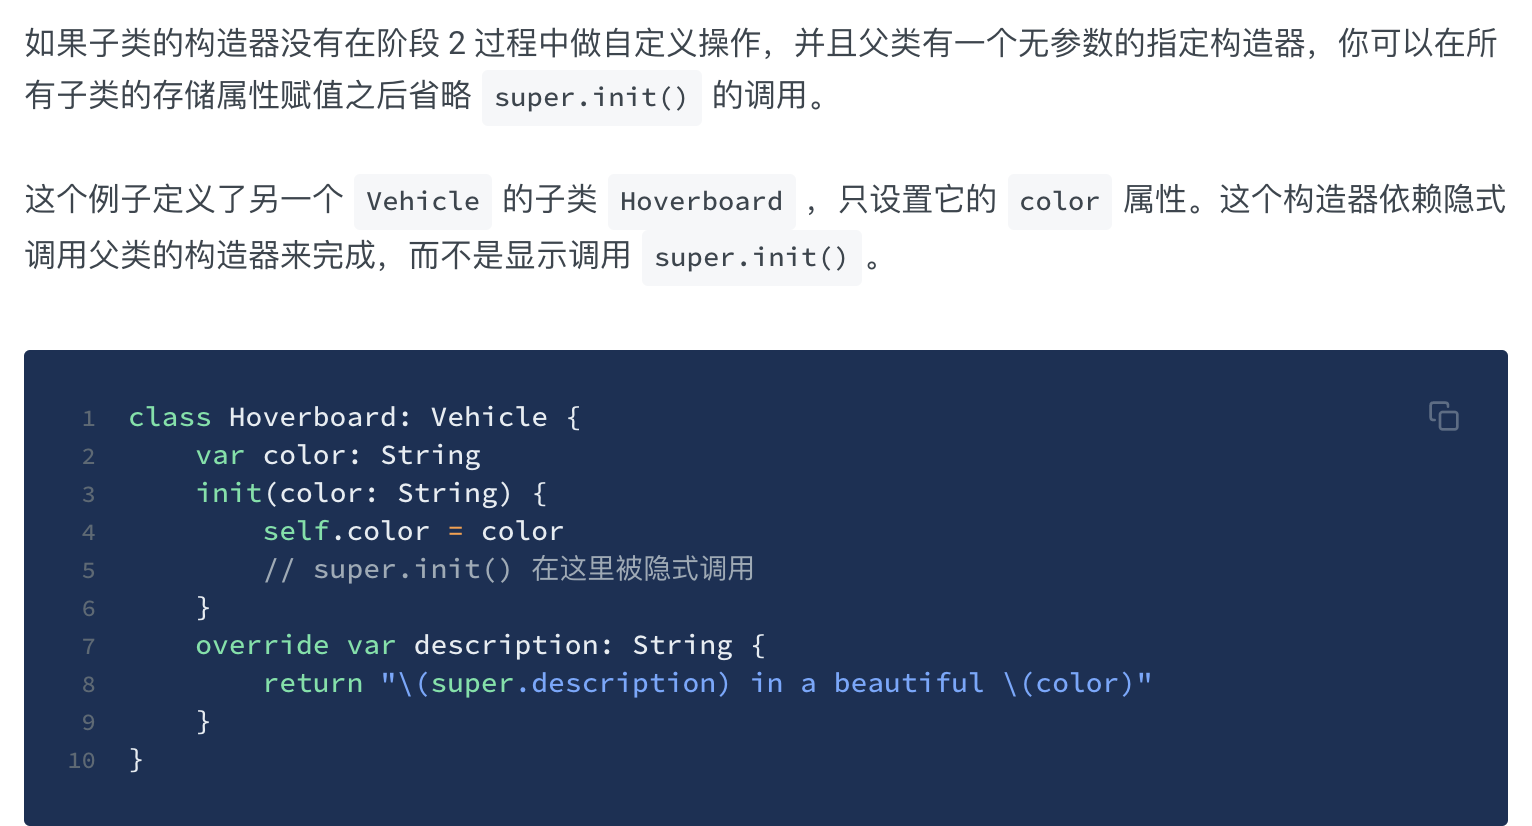 如果子类的构造器没有在阶段 2 过程中做自定义操作，并且父类有一个无参数的指定构造器，你可以在所
有子类的存储属性赋值之后省略 super.init() 的调用。
这个例子定义了另一个 Vehicle 的子类 Hoverboard ，只设置它的 color 属性。这个构造器依赖隐式
调用父类的构造器来完成，而不是显示调用 super.init() 。
1 class Hoverboard: Vehicle {
2     var color: String
3     init(color: String) {
4         self.color = color
5         // super.init() 在这里被隐式调用
6     }
7     override var description: String {
8         return "\(super.description) in a beautiful \(color)"
9     }
10 }